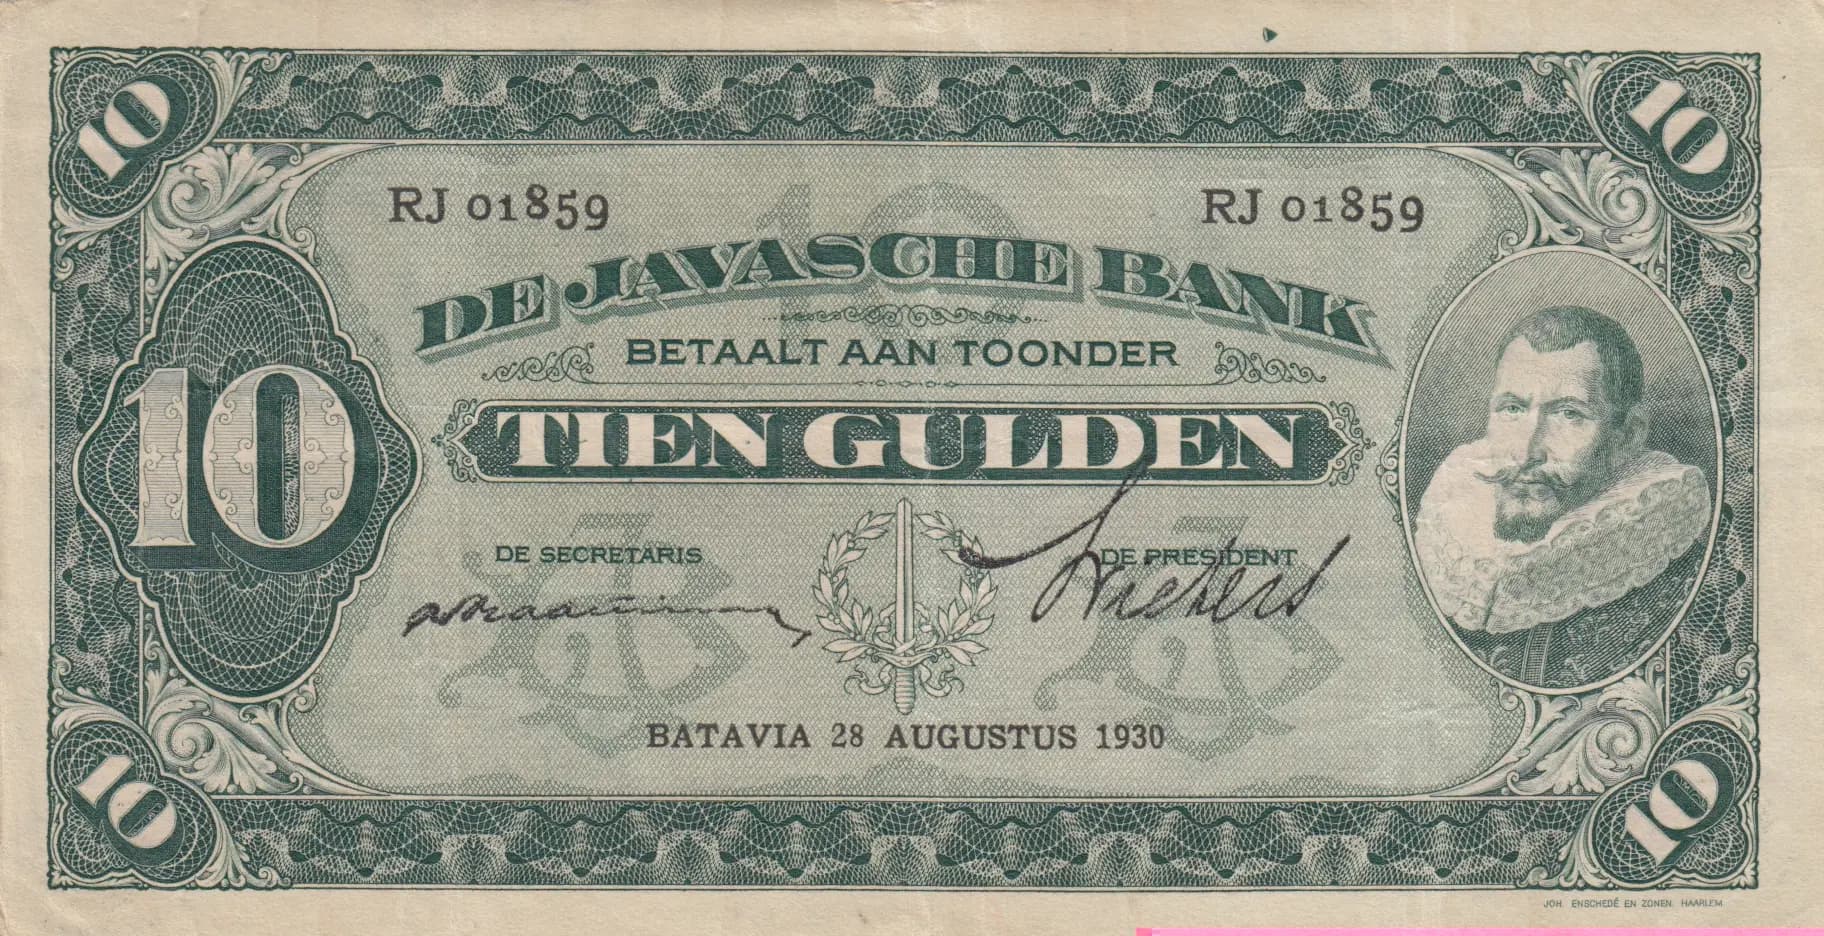 10 10
RJ 01859 RJ 01859
DE JAVASCHE BANK
BETAALT AAN TOONDER
10 TIEN GULDEN
DE SECRETARIS DE PRESIDENT
BATAVIA 28 AUGUSTUS 1930
10 10
JOH. ENSCHEDÉ EN ZONEN. HAARLEM